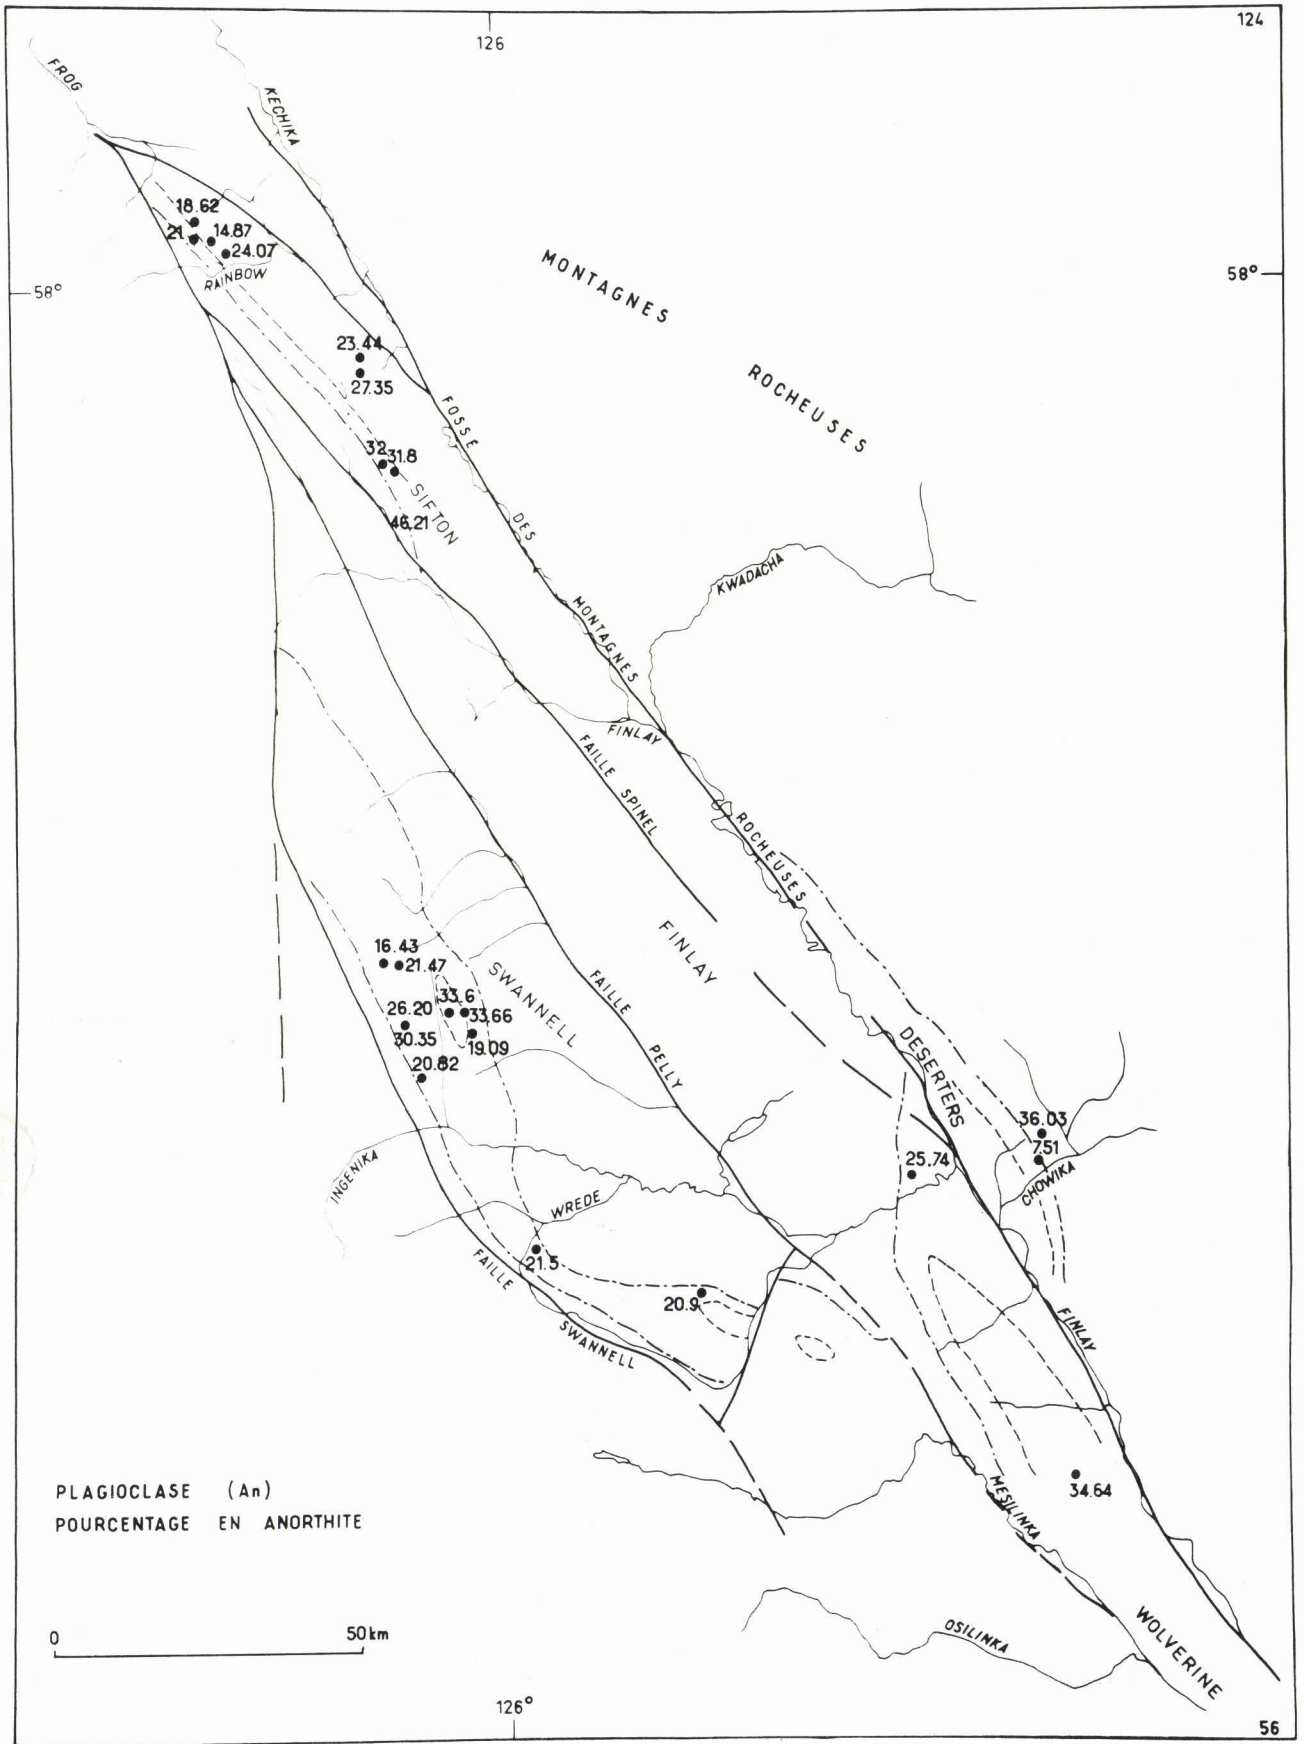 124
126
FROG
KECHIKA
18.62
21
14.87
24.07
RAINBOW
58°
58°
MONTAGNES
ROCHEUSES
23.44
27.35
32
31.8
SIFTON
46.21
FOSSE DES MONTAGNES ROCHEUSES
KWADACHA
FINLAY
FAILLE SPINEL
FINLAY
16.43
21.47
SWANNELL
FAILLE PELLY
33.6
33.66
26.20
30.35
19.09
20.82
DESERTERS
36.03
7.51
CHOWIKA
25.74
INGENIKA
WREDE
21.5
20.9
FAILLE SWANNELL
FINLAY
34.64
MESILINKA
PLAGIOCLASE (An)
POURCENTAGE EN ANORTHITE
0 50km
OSILINKA
WOLVERINE
126°
56